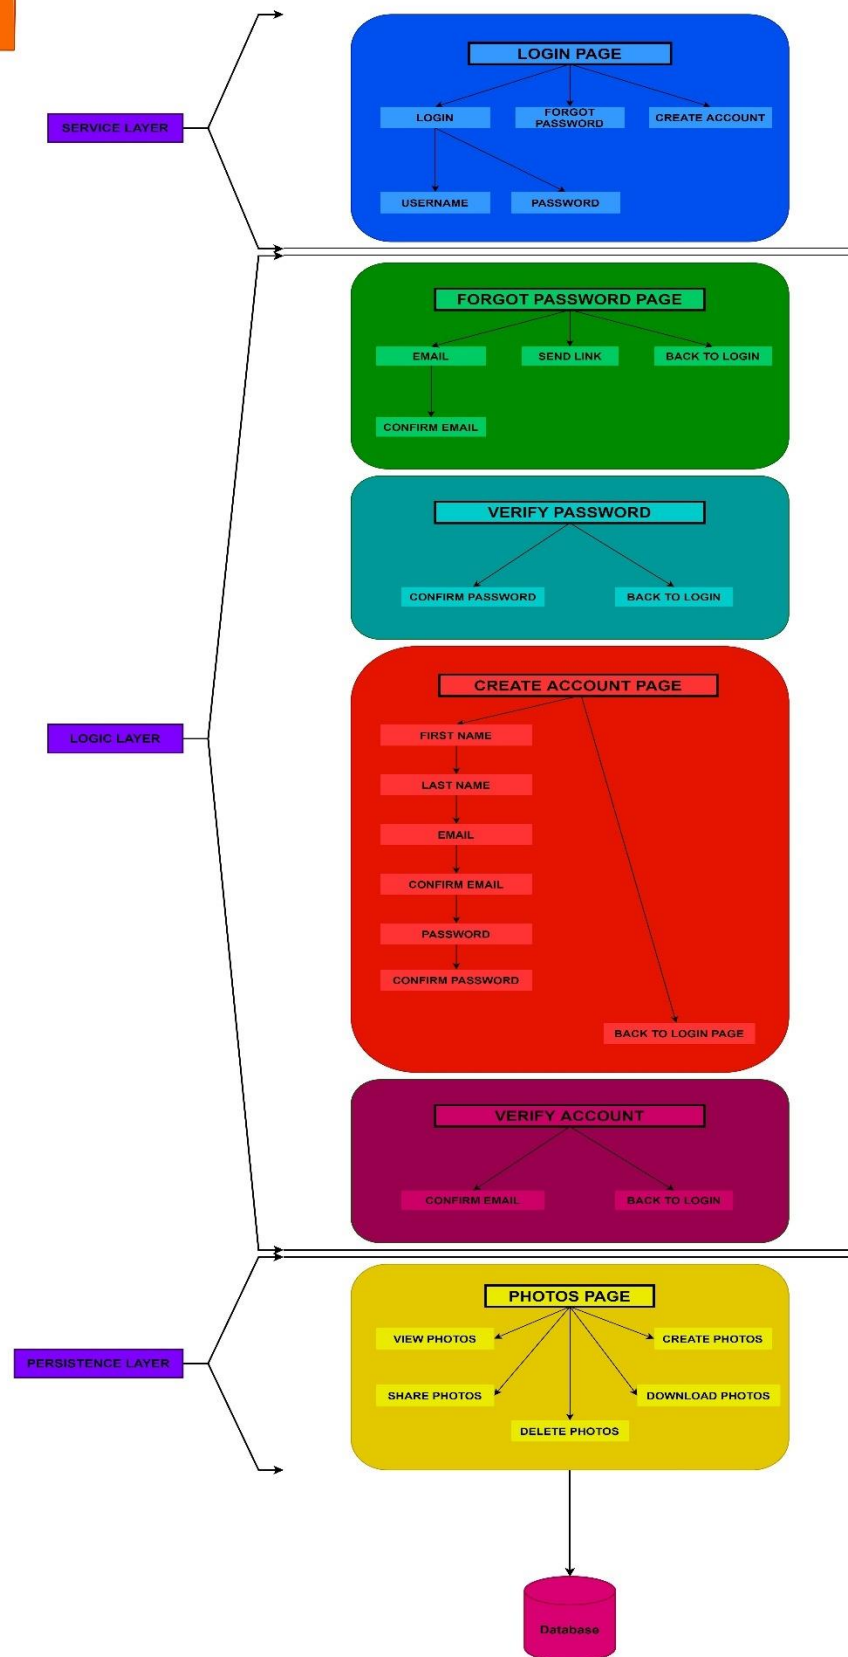 LOGIN PAGE
SERVICE LAYER
LOGIN
FORGOT
PASSWORD
CREATE ACCOUNT
USERNAME
PASSWORD
FORGOT PASSWORD PAGE
EMAIL
SEND LINK
BACK TO LOGIN
CONFIRM EMAIL
VERIFY PASSWORD
CONFIRM PASSWORD
BACK TO LOGIN
LOGIC LAYER
CREATE ACCOUNT PAGE
FIRST NAME
LAST NAME
EMAIL
CONFIRM EMAIL
PASSWORD
CONFIRM PASSWORD
BACK TO LOGIN PAGE
VERIFY ACCOUNT
CONFIRM EMAIL
BACK TO LOGIN
PERSISTENCE LAYER
PHOTOS PAGE
VIEW PHOTOS
CREATE PHOTOS
SHARE PHOTOS
DOWNLOAD PHOTOS
DELETE PHOTOS
Database